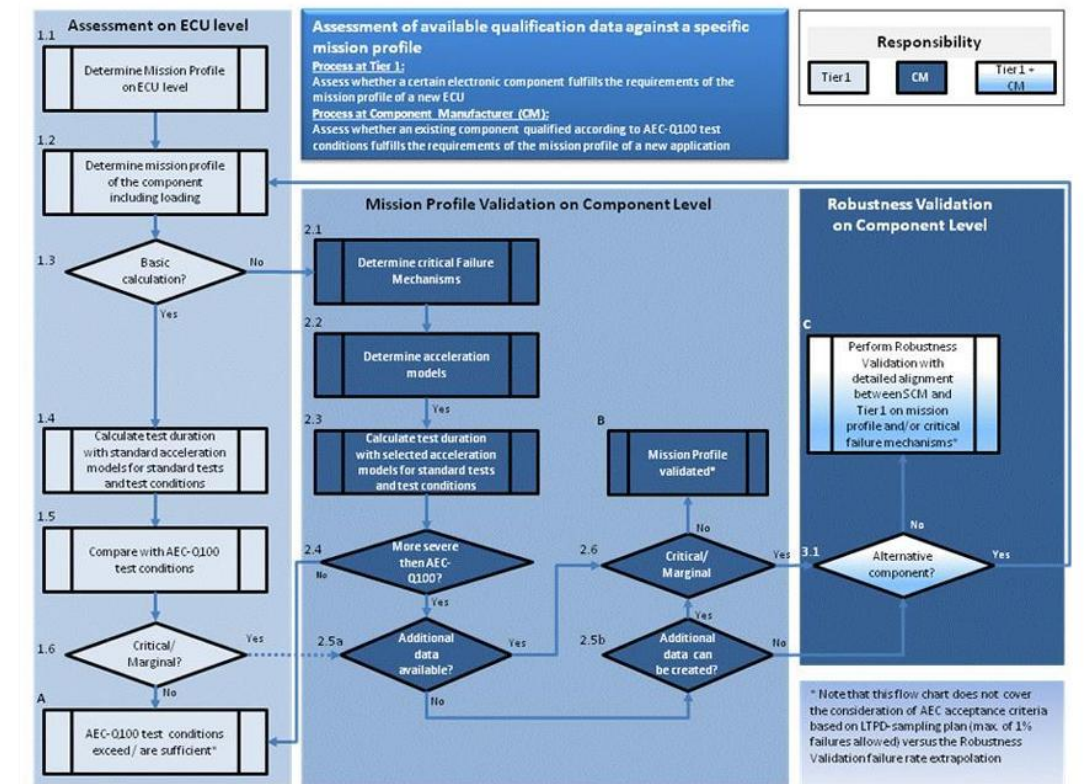 Assessment on ECU level
1.1
Determine Mission Profile
on ECU level
1.2
Determine mission profile
of the component
including loading
1.3
Basic
calculation?
No
Yes
1.4
Calculate test duration
with standard acceleration
models for standard tests
and test conditions
1.5
Compare with AEC-Q100
test conditions
1.6
Critical/
Marginal?
Yes
No
A
AEC-Q100 test conditions
exceed / are sufficient*
Assessment of available qualification data against a specific
mission profile
Process at Tier 1:
Assess whether a certain electronic component fulfills the requirements of the
mission profile of a new ECU
Process at Component Manufacturer (CM):
Assess whether an existing component qualified according to AEC-Q100 test
conditions fulfills the requirements of the mission profile of a new application
Responsibility
Tier1
CM
Tier1 +
CM
Mission Profile Validation on Component Level
2.1
Determine critical Failure
Mechanisms
2.2
Determine acceleration
models
Yes
2.3
Calculate test duration
with selected acceleration
models for standard tests
and test conditions
2.4
More severe
then AEC-
Q100?
No
Yes
2.5a
Additional
data
available?
Yes
No
B
Mission Profile
validated*
No
2.6
Critical/
Marginal
Yes
Yes
2.5b
Additional
data can
be created?
No
Robustness Validation
on Component Level
C
Perform Robustness
Validation with
detailed alignment
between SCM and
Tier1 on mission
profile and/or critical
failure mechanisms*
No
3.1
Alternative
component?
Yes
* Note that this flow chart does not cover
the consideration of AEC acceptance criteria
based on LTPD-sampling plan (max. of 1%
failures allowed) versus the Robustness
Validation failure rate extrapolation